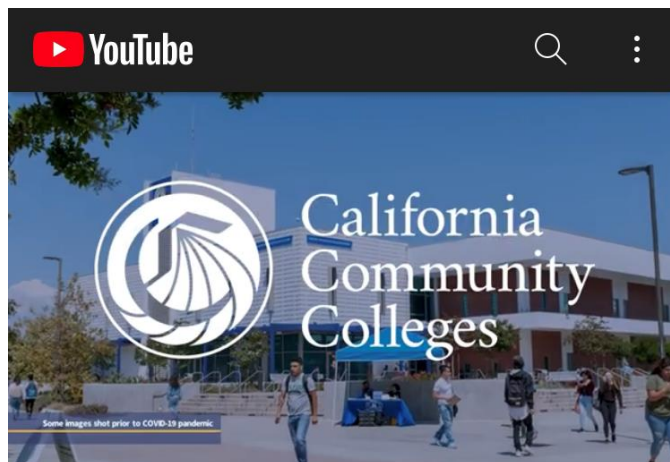 YouTube
California
Community
Colleges
Some images shot prior to COVID-19 pandemic